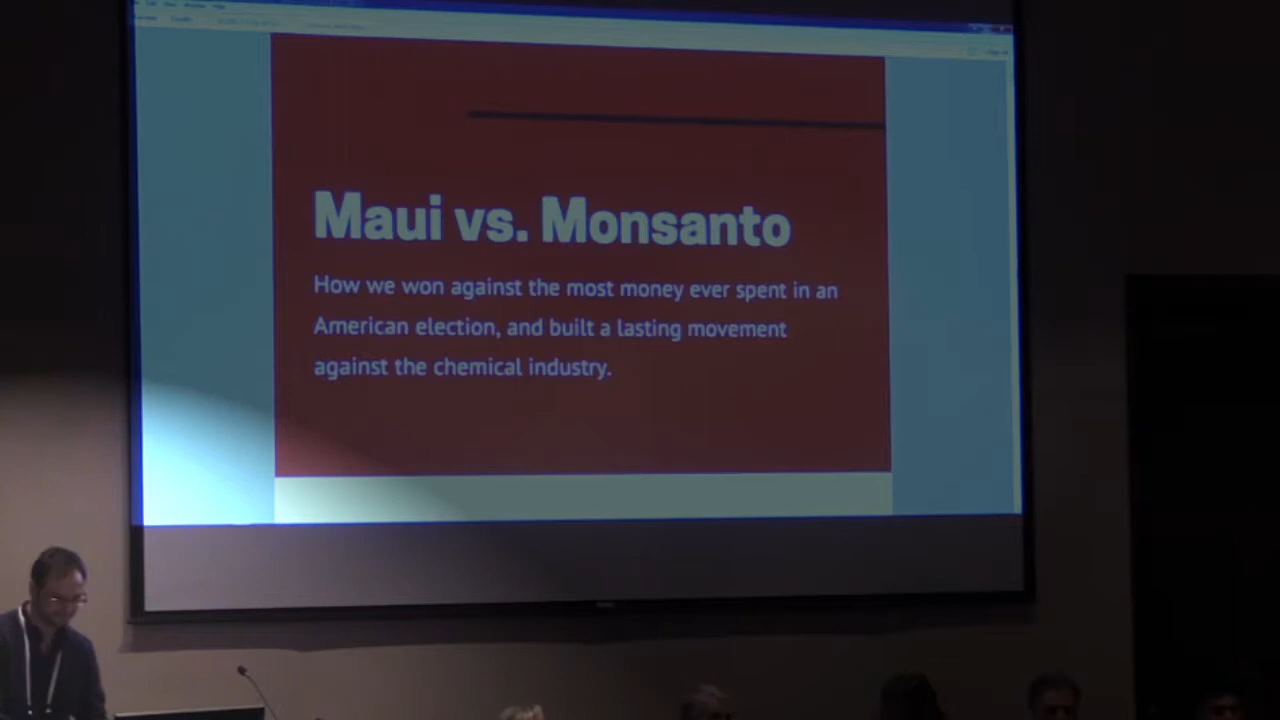 Maui vs. Monsanto
How we won against the most money ever spent in an
American election, and built a lasting movement
against the chemical industry.